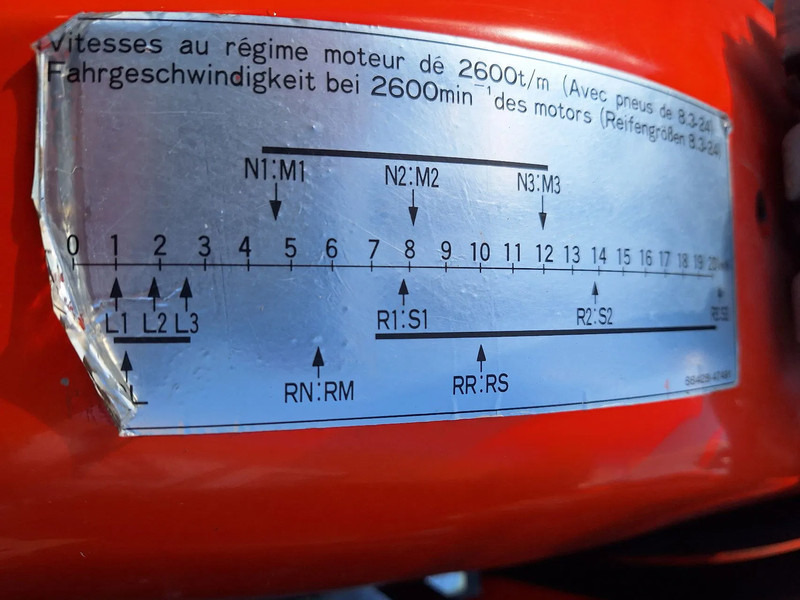 Vitesses au régime moteur dé 2600t/m (Avec pneus de 8.3-24)
Fahrgeschwindigkeit bei 2600min⁻¹ des motors (Reifengrößen 8.3-24)
N1:M1 N2:M2 N3:M3
0 1 2 3 4 5 6 7 8 9 10 11 12 13 14 15 16 17 18 19 20
L1 L2 L3 R1:S1 R2:S2
L RN:RM RR:RS